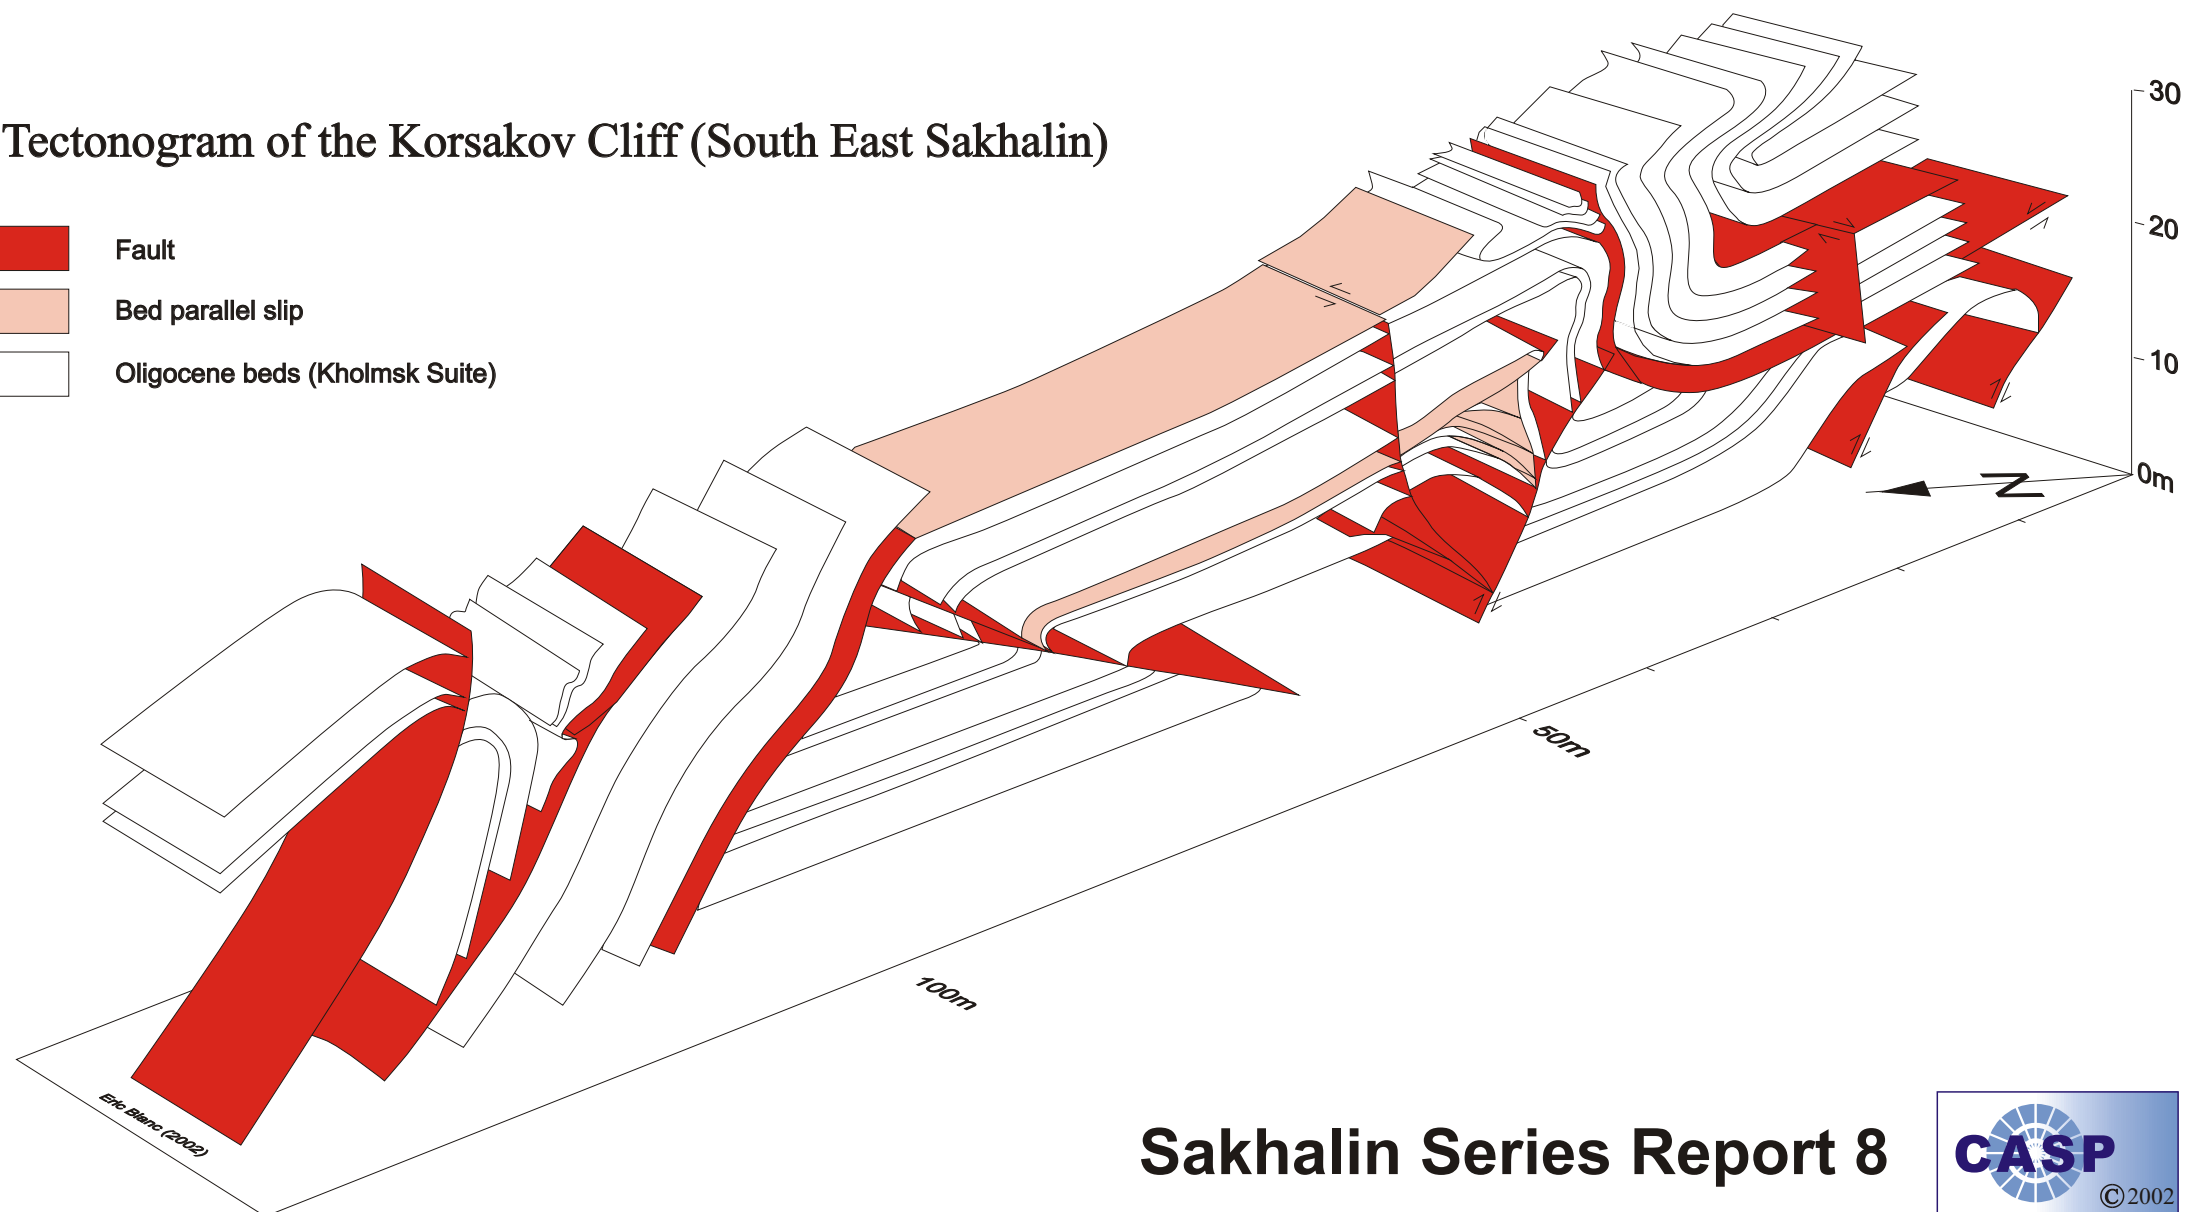 Tectonogram of the Korsakov Cliff (South East Sakhalin)
Fault
Bed parallel slip
Oligocene beds (Kholmsk Suite)
30
20
10
0m
N
50m
100m
Eric Blanc (2002)
Sakhalin Series Report 8
CASP
©2002